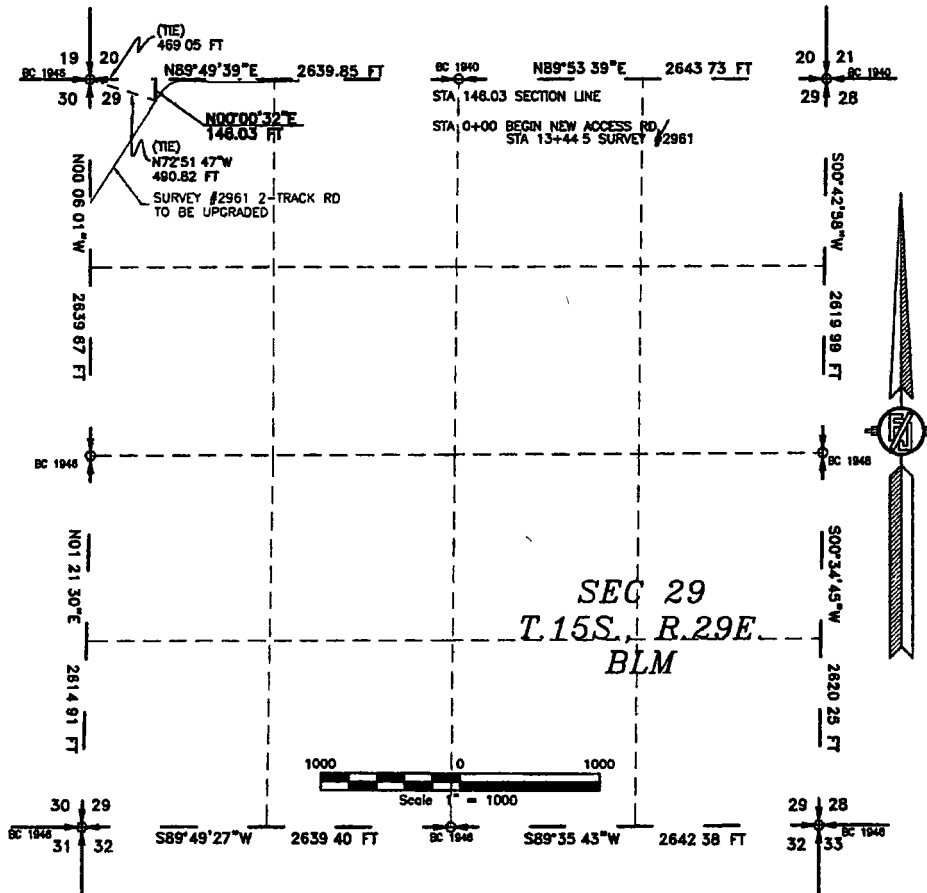 (TIE)
469 05 FT
19 20
30 29
BC 1946
N89°49'39"E 2639.85 FT
BC 1940
N89°53 39"E 2643 73 FT
20 21
29 28
BC 1940
STA 146.03 SECTION LINE
STA 0+00 BEGIN NEW ACCESS RD/
STA 13+44 5 SURVEY #2961
N00°00'32"E
146.03 FT
(TIE)
N72°51 47"W
490.82 FT
SURVEY #2961 2-TRACK RD
TO BE UPGRADED
N00 06 01"W 2639 67 FT
S00°42'58"W 2619 99 FT
BC 1946
BC 1946
N01 21 30"E 2614 91 FT
S00°34'45"W 2620 25 FT
SEC 29
T.15S., R.29E.
BLM
1000 0 1000
Scale 1" = 1000
30 29
31 32
BC 1946
S89°49'27"W 2639 40 FT
BC 1946
S89°35 43"W 2642 38 FT
29 28
32 33
BC 1946